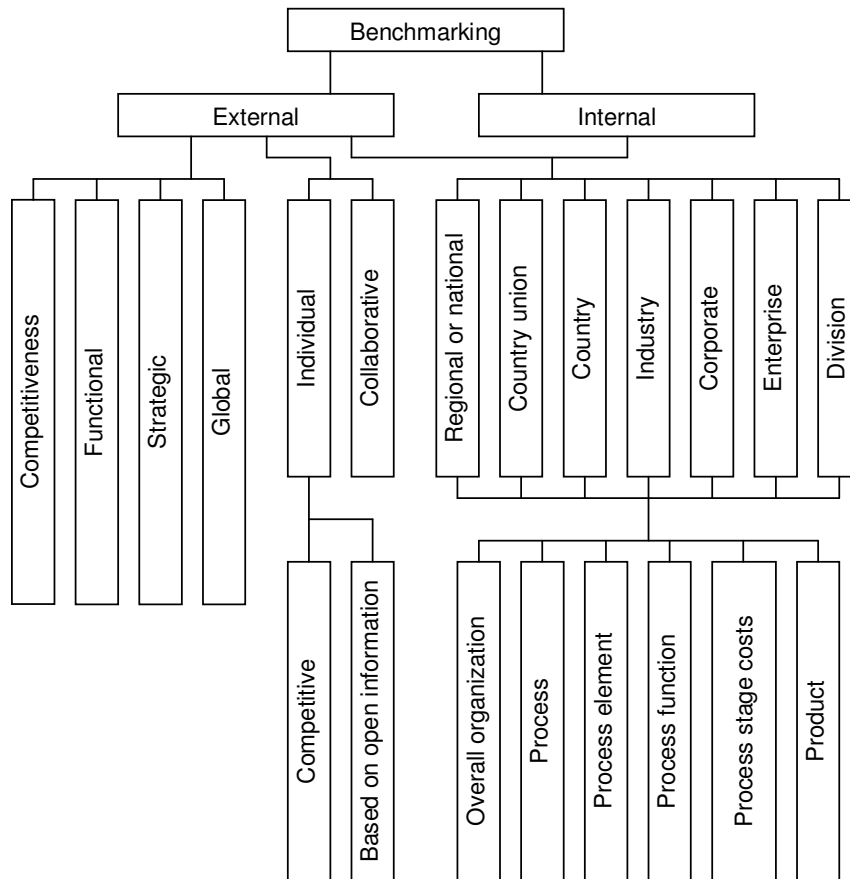 Benchmarking
External
Internal
Competitiveness
Functional
Strategic
Global
Individual
Collaborative
Regional or national
Country union
Country
Industry
Corporate
Enterprise
Division
Competitive
Based on open information
Overall organization
Process
Process element
Process function
Process stage costs
Product